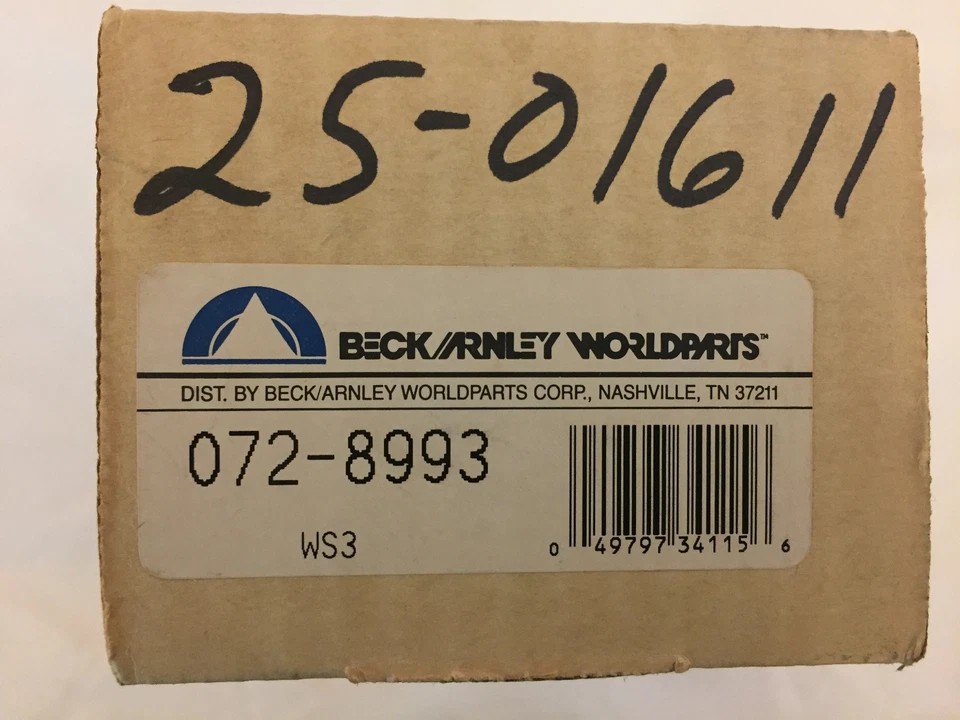 25-01611
BECK/ARNLEY WORLDPARTS™
DIST. BY BECK/ARNLEY WORLDPARTS CORP., NASHVILLE, TN 37211
072-8993
WS3
0 49797 34115 6